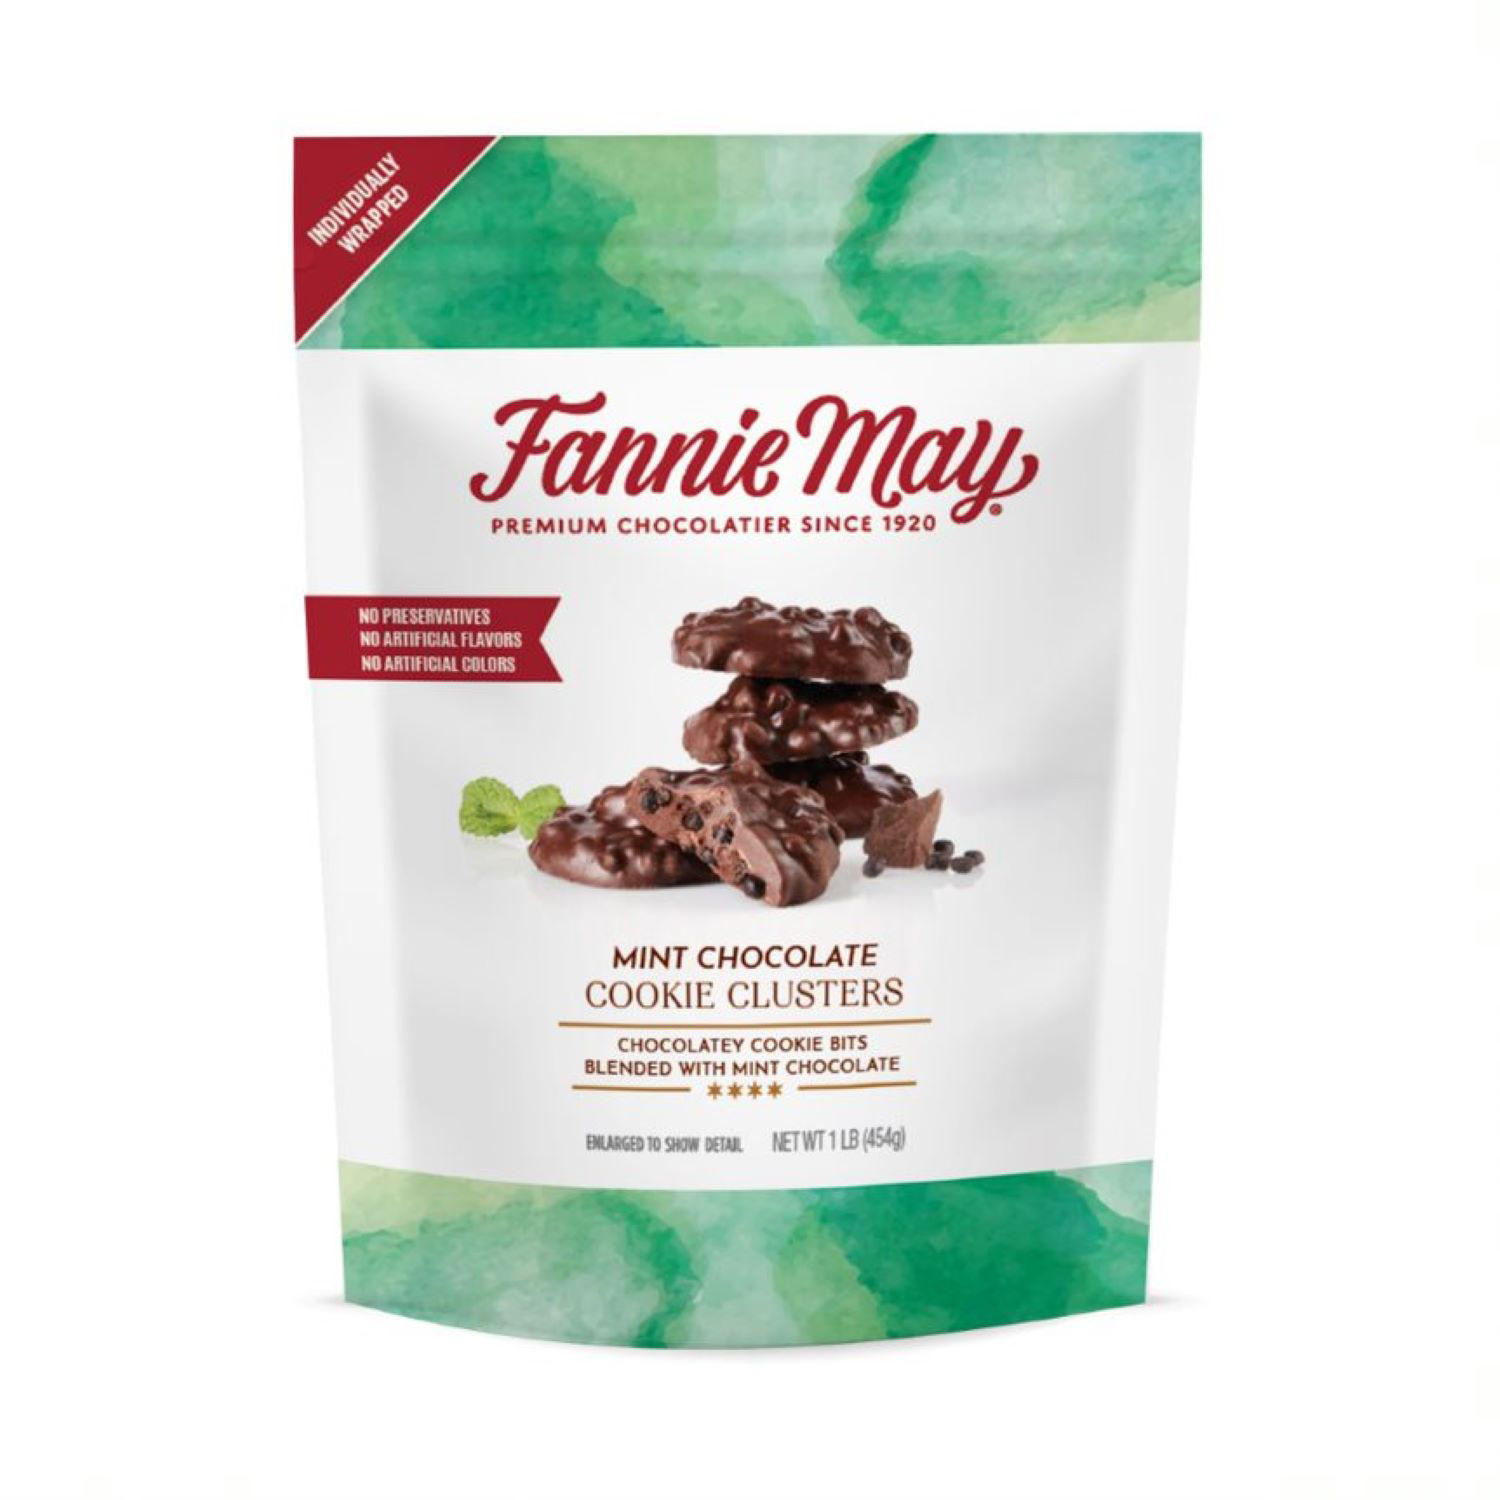 INDIVIDUALLY
WRAPPED
Fannie May®
PREMIUM CHOCOLATIER SINCE 1920
NO PRESERVATIVES
NO ARTIFICIAL FLAVORS
NO ARTIFICIAL COLORS
MINT CHOCOLATE
COOKIE CLUSTERS
CHOCOLATEY COOKIE BITS
BLENDED WITH MINT CHOCOLATE
ENLARGED TO SHOW DETAIL NET WT 1 LB (454g)